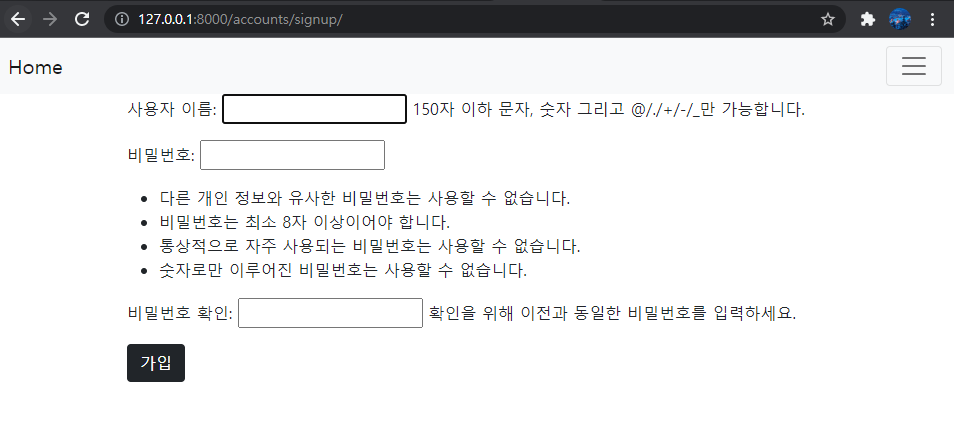 127.0.0.1:8000/accounts/signup/
Home
사용자 이름: 150자 이하 문자, 숫자 그리고 @/./+/-/_만 가능합니다.
비밀번호:
다른 개인 정보와 유사한 비밀번호는 사용할 수 없습니다.
비밀번호는 최소 8자 이상이어야 합니다.
통상적으로 자주 사용되는 비밀번호는 사용할 수 없습니다.
숫자로만 이루어진 비밀번호는 사용할 수 없습니다.
비밀번호 확인: 확인을 위해 이전과 동일한 비밀번호를 입력하세요.
가입